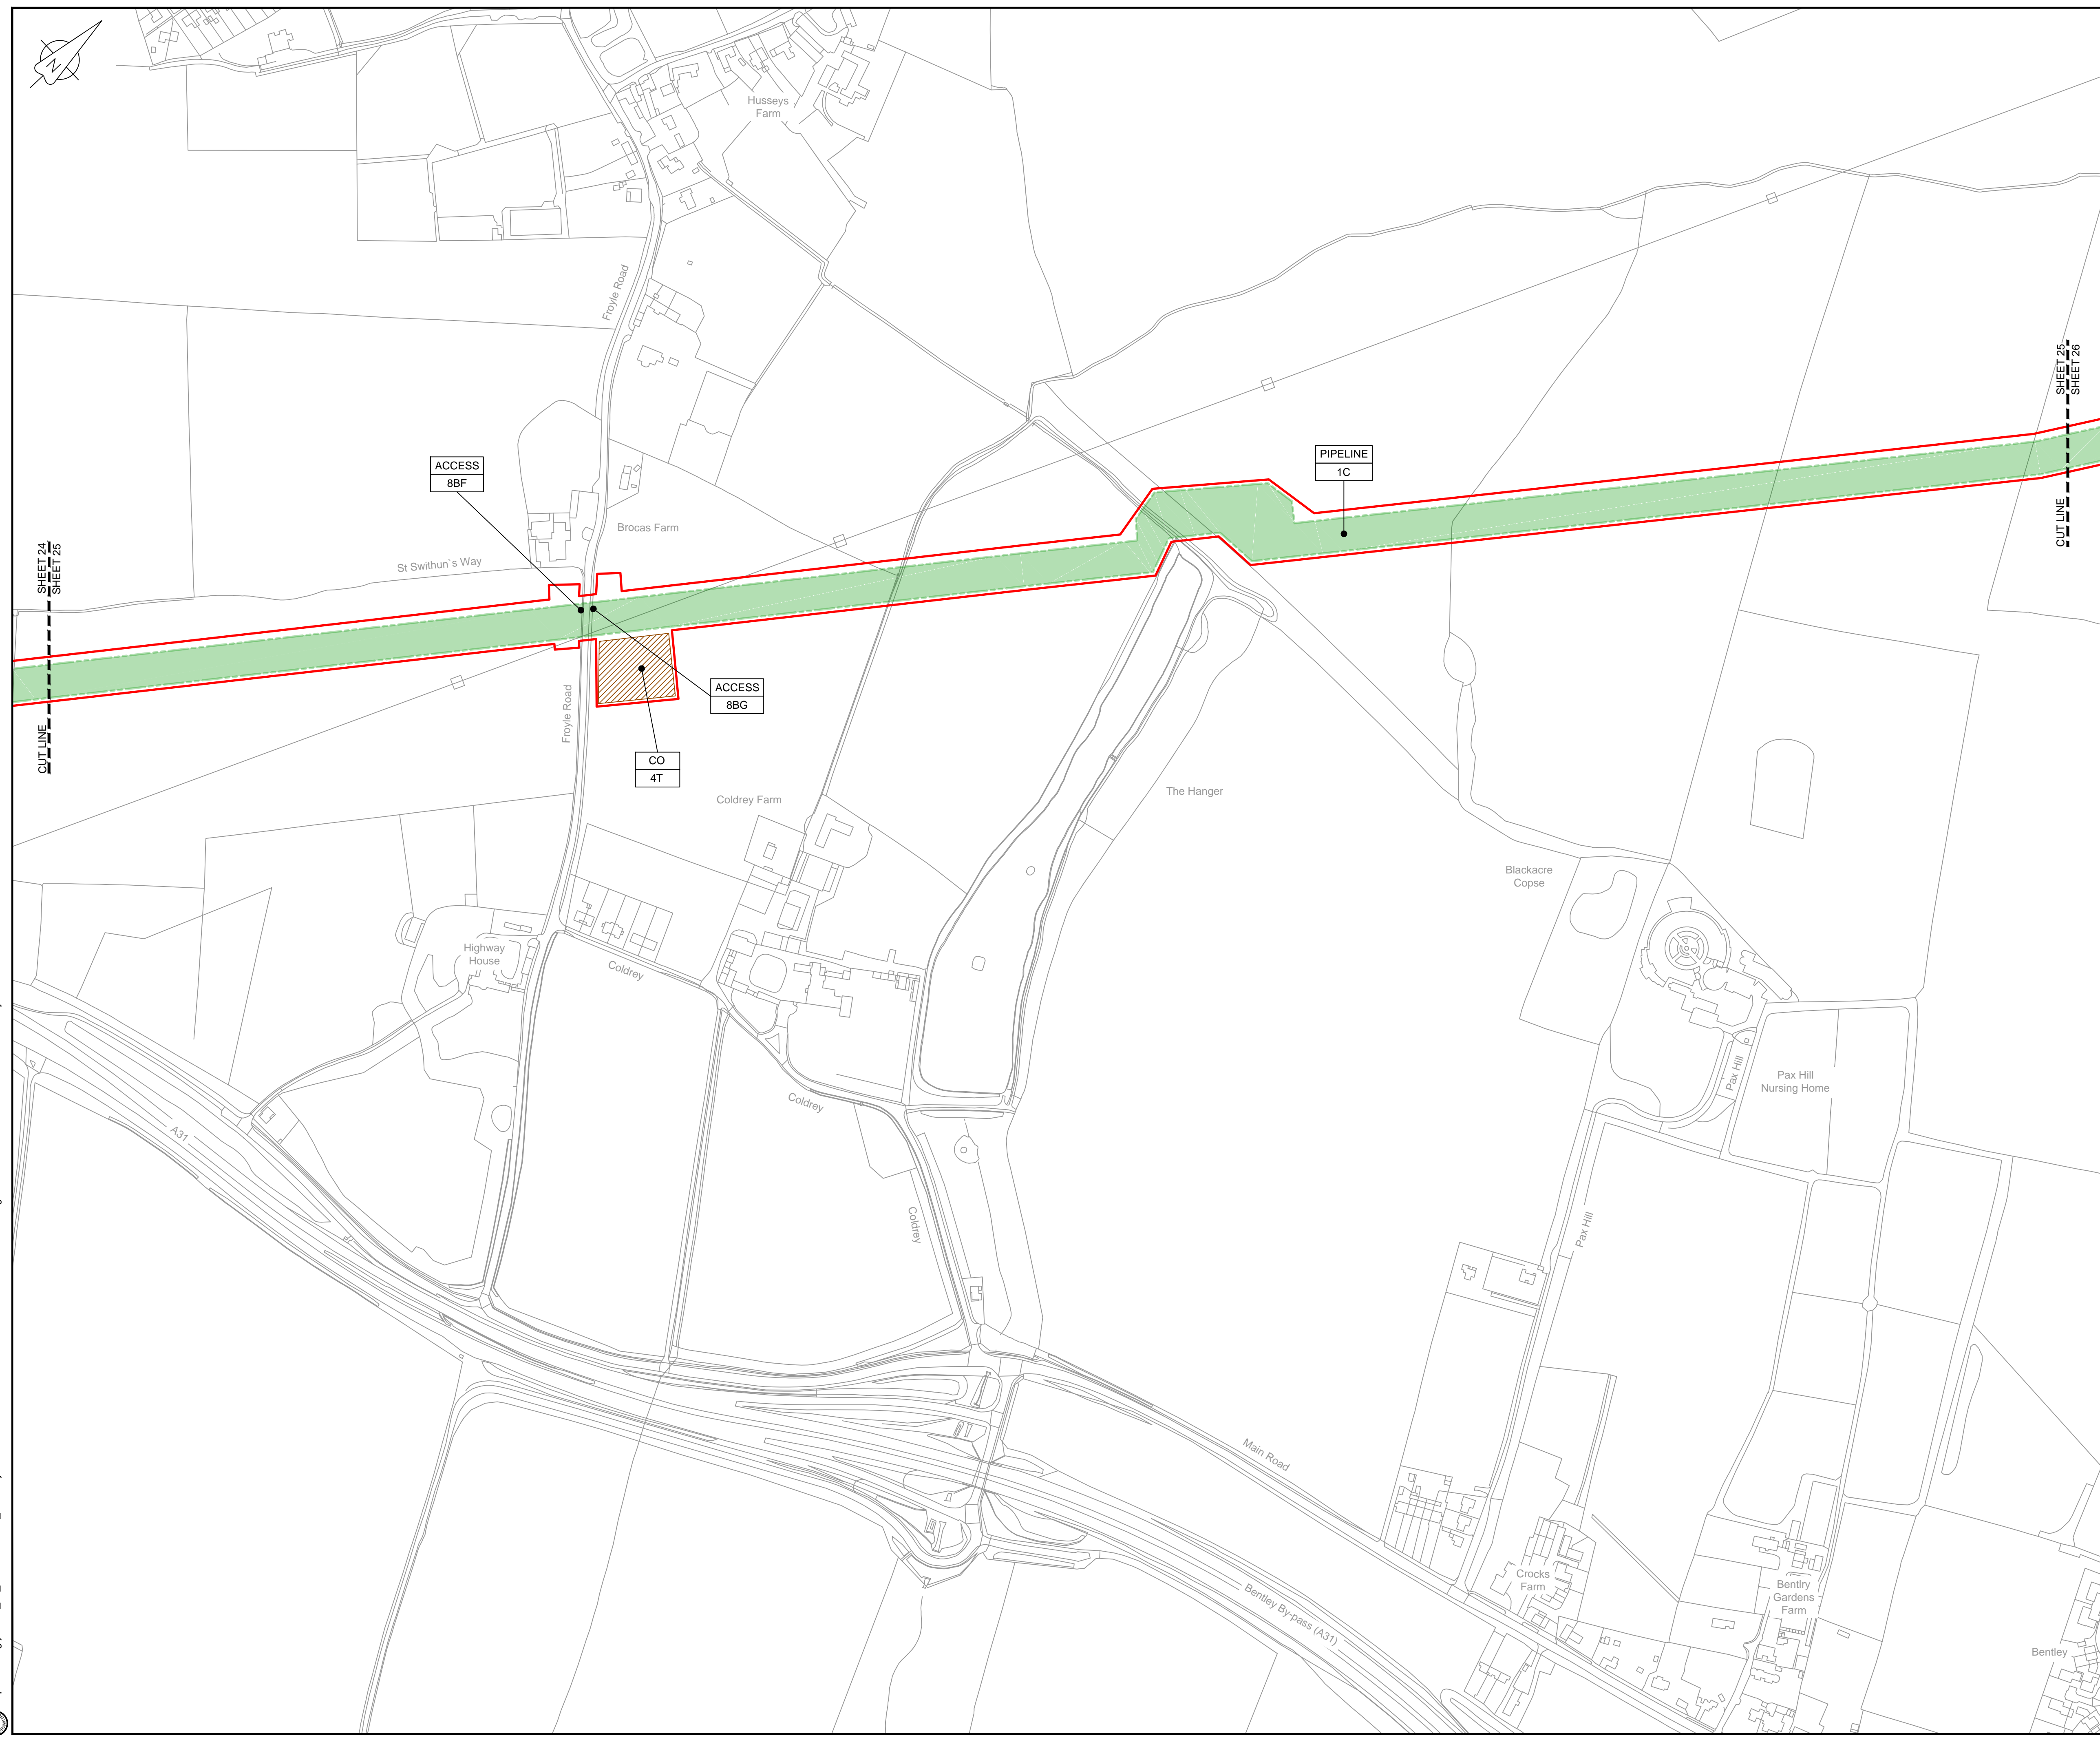 N
Husseys
Farm
Froyle Road
SHEET 25
SHEET 26
CUT LINE
PIPELINE
1C
ACCESS
8BF
Brocas Farm
SHEET 24
SHEET 25
CUT LINE
St Swithun`s Way
ACCESS
8BG
Froyle Road
CO
4T
Coldrey Farm
The Hanger
Blackacre
Copse
Highway
House
Coldrey
Pax Hill
Pax Hill
Nursing Home
Coldrey
A31
Coldrey
Pax Hill
Main Road
Crocks
Farm
Bentlry
Gardens
Farm
Bentley By-pass (A31)
Bentley